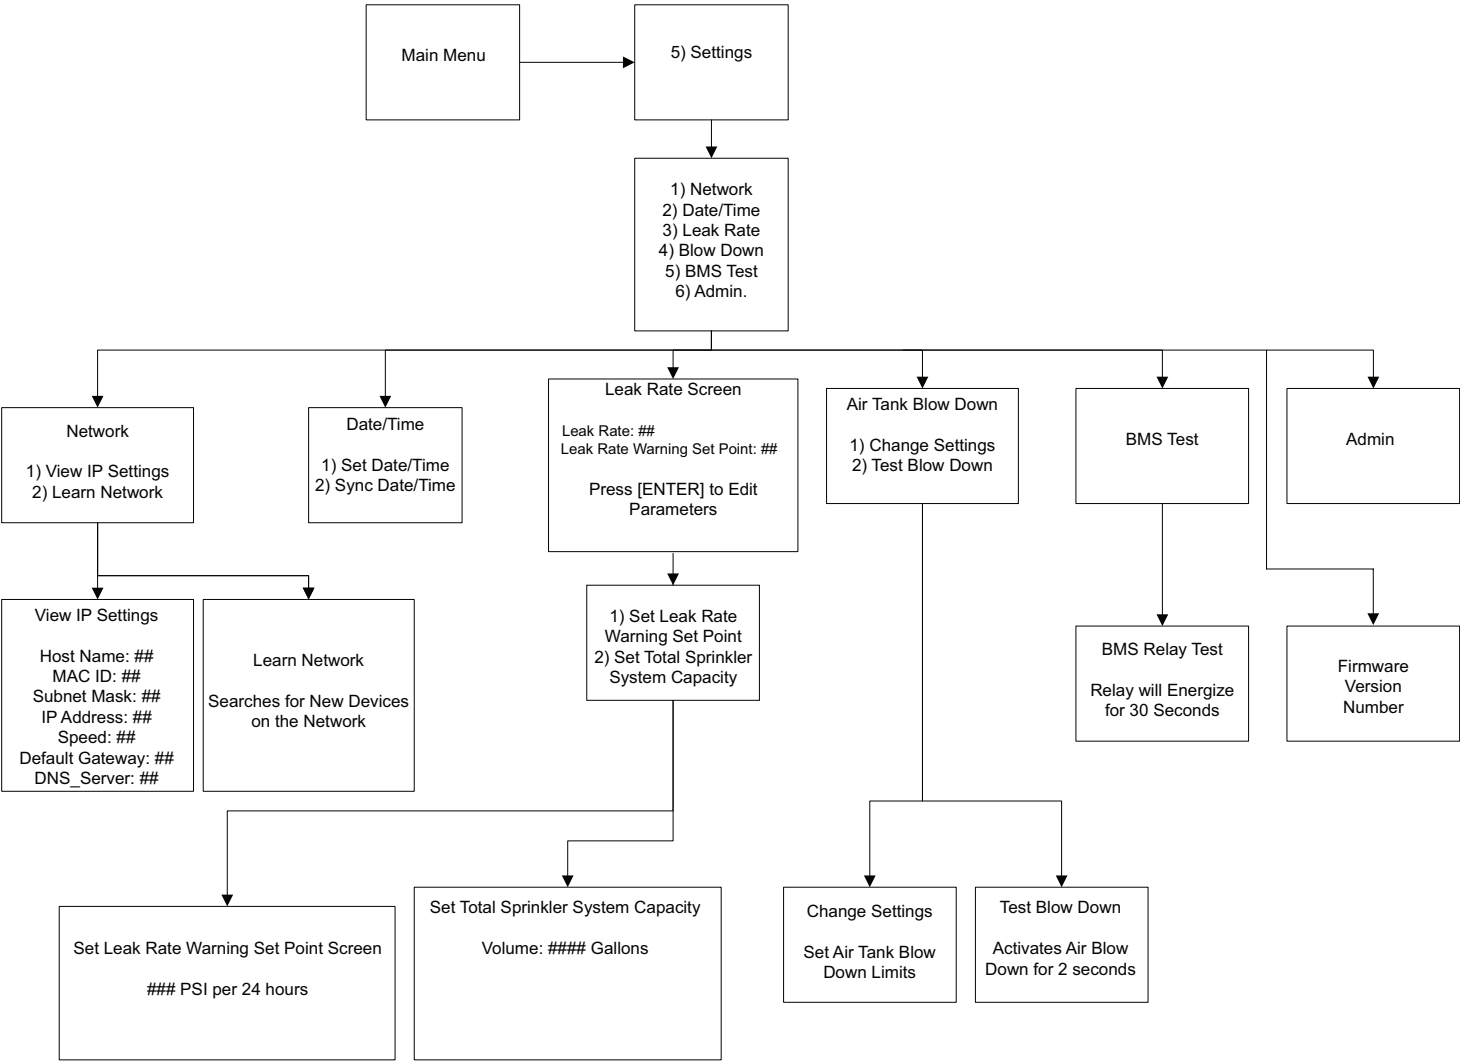 Main Menu
5) Settings
1) Network
2) Date/Time
3) Leak Rate
4) Blow Down
5) BMS Test
6) Admin.
Network
1) View IP Settings
2) Learn Network
Date/Time
1) Set Date/Time
2) Sync Date/Time
Leak Rate Screen
Leak Rate: ##
Leak Rate Warning Set Point: ##
Press [ENTER] to Edit
Parameters
Air Tank Blow Down
1) Change Settings
2) Test Blow Down
BMS Test
Admin
View IP Settings
Host Name: ##
MAC ID: ##
Subnet Mask: ##
IP Address: ##
Speed: ##
Default Gateway: ##
DNS_Server: ##
Learn Network
Searches for New Devices
on the Network
1) Set Leak Rate
Warning Set Point
2) Set Total Sprinkler
System Capacity
BMS Relay Test
Relay will Energize
for 30 Seconds
Firmware
Version
Number
Set Leak Rate Warning Set Point Screen
### PSI per 24 hours
Set Total Sprinkler System Capacity
Volume: #### Gallons
Change Settings
Set Air Tank Blow
Down Limits
Test Blow Down
Activates Air Blow
Down for 2 seconds